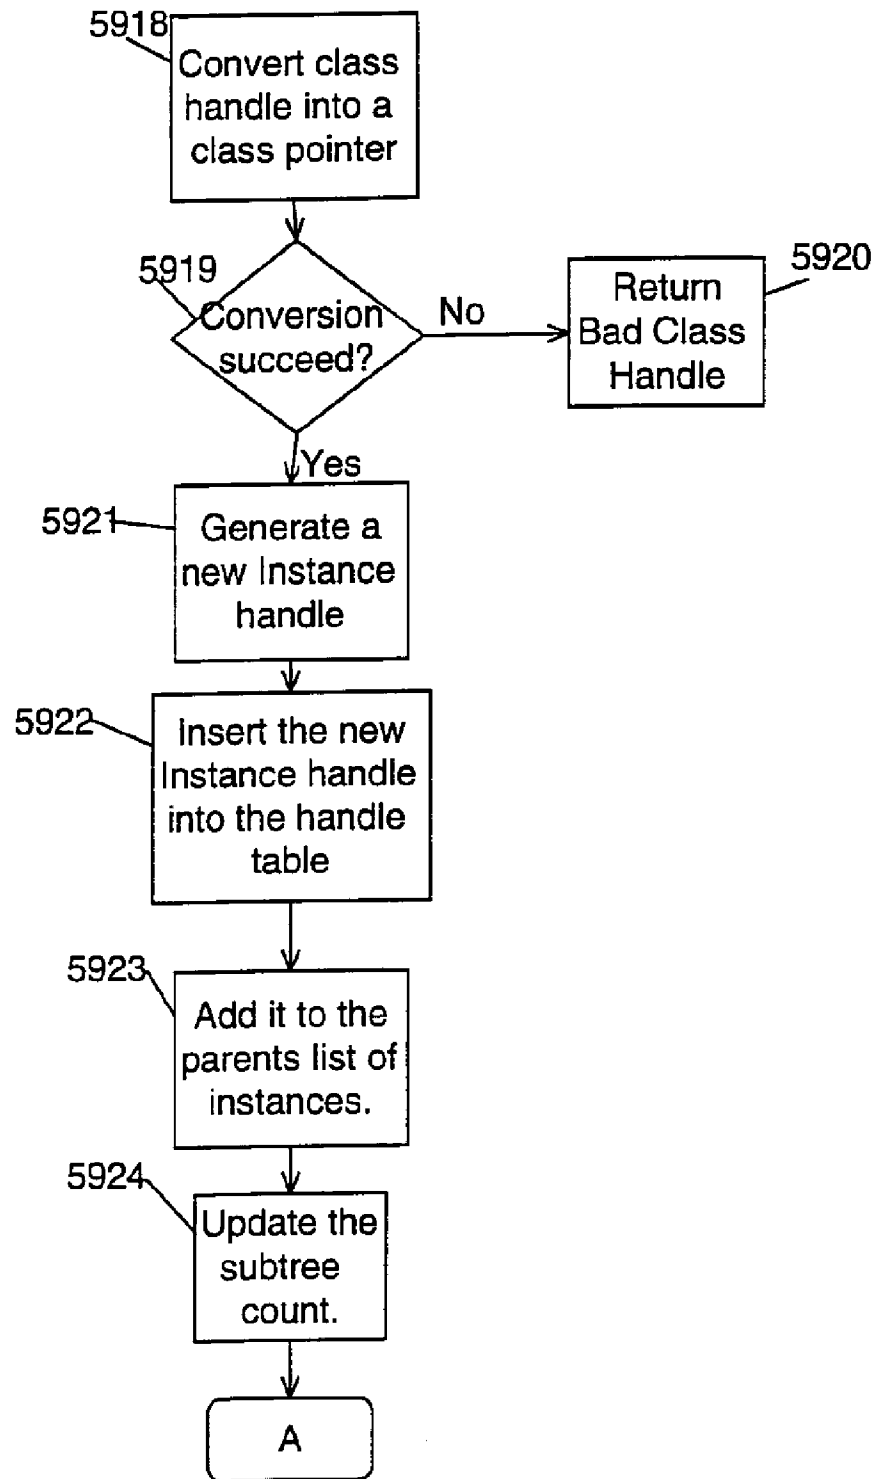 5918
Convert class
handle into a
class pointer
5919
Conversion
succeed?
No
5920
Return
Bad Class
Handle
Yes
5921
Generate a
new Instance
handle
5922
Insert the new
Instance handle
into the handle
table
5923
Add it to the
parents list of
instances.
5924
Update the
subtree
count.
A